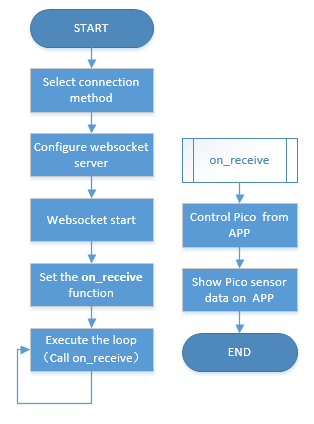 START
Select connection
method
Configure websocket
server
Websocket start
Set the on_receive
function
Execute the loop
（Call on_receive）
on_receive
Control Pico from
APP
Show Pico sensor
data on APP
END